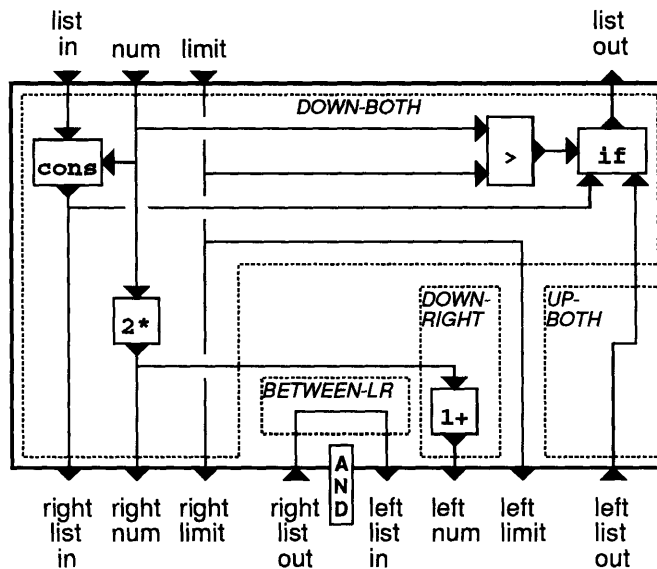 list
in
num
limit
list
out
DOWN-BOTH
cons
>
if
2*
DOWN-
RIGHT
UP-
BOTH
BETWEEN-LR
1+
A
N
D
right
list
in
right
num
right
limit
right
list
out
left
list
in
left
num
left
limit
left
list
out